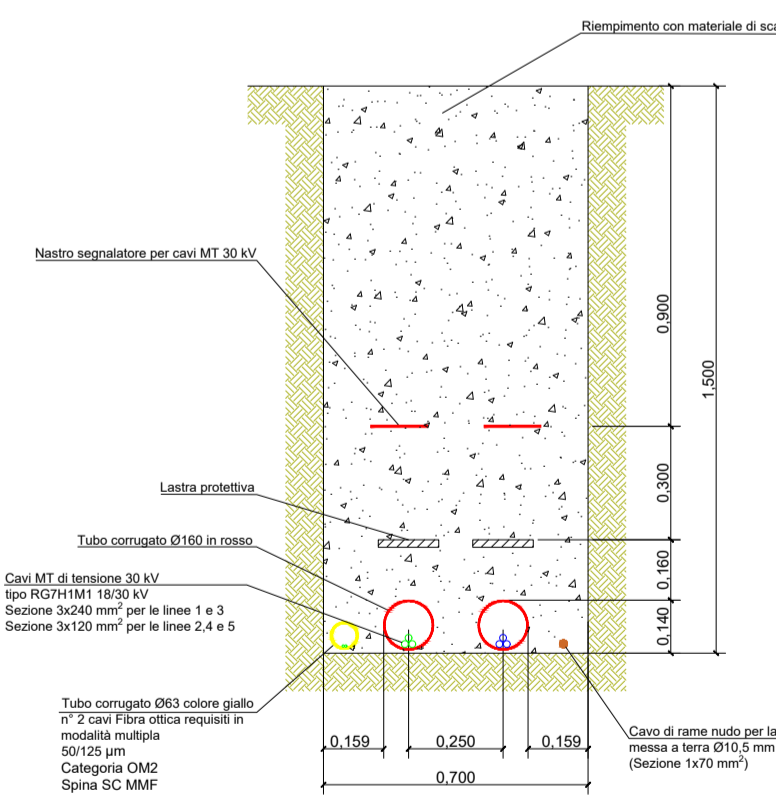 Riempimento con materiale di
Nastro segnalatore per cavi MT 30 kV
0,900
1,500
0,300
Lastra protettiva
Tubo corrugato Ø160 in rosso
0,160
Cavi MT di tensione 30 kV
tipo RG7H1M1 18/30 kV
Sezione 3x240 mm² per le linee 1 e 3
Sezione 3x120 mm² per le linee 2,4 e 5
0,140
Tubo corrugato Ø63 colore giallo
n° 2 cavi Fibra ottica requisiti in
modalità multipla
50/125 µm
Categoria OM2
Spina SC MMF
Cavo di rame nudo per la
messa a terra Ø10,5 mm
(Sezione 1x70 mm²)
0,159
0,250
0,159
0,700